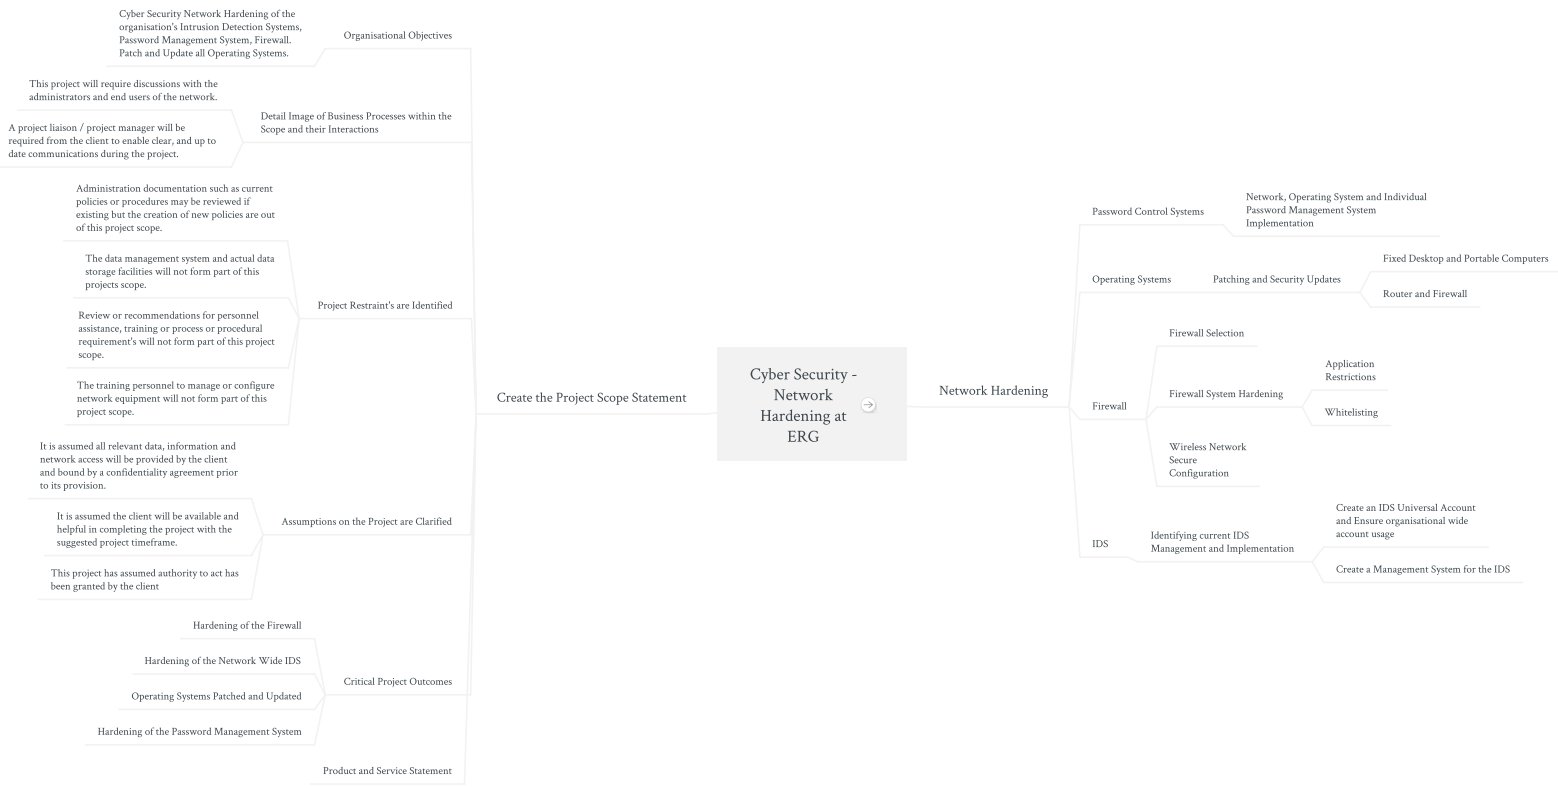 Cyber Security Network Hardening of the
organisation's Intrusion Detection Systems,
Password Management System, Firewall.
Patch and Update all Operating Systems.
Organisational Objectives
This project will require discussions with the
administrators and end users of the network.
A project liaison / project manager will be
required from the client to enable clear, and up to
date communications during the project.
Detail Image of Business Processes within the
Scope and their Interactions
Administration documentation such as current
policies or procedures may be reviewed if
existing but the creation of new policies are out
of this project scope.
The data management system and actual data
storage facilities will not form part of this
projects scope.
Review or recommendations for personnel
assistance, training or process or procedural
requirement's will not form part of this project
scope.
The training personnel to manage or configure
network equipment will not form part of this
project scope.
Project Restraint's are Identified
It is assumed all relevant data, information and
network access will be provided by the client
and bound by a confidentiality agreement prior
to its provision.
It is assumed the client will be available and
helpful in completing the project with the
suggested project timeframe.
This project has assumed authority to act has
been granted by the client
Assumptions on the Project are Clarified
Hardening of the Firewall
Hardening of the Network Wide IDS
Operating Systems Patched and Updated
Hardening of the Password Management System
Critical Project Outcomes
Product and Service Statement
Create the Project Scope Statement
Cyber Security -
Network
Hardening at
ERG
Network Hardening
Password Control Systems
Network, Operating System and Individual
Password Management System
Implementation
Operating Systems
Patching and Security Updates
Fixed Desktop and Portable Computers
Router and Firewall
Firewall
Firewall Selection
Firewall System Hardening
Application
Restrictions
Whitelisting
Wireless Network
Secure
Configuration
IDS
Identifying current IDS
Management and Implementation
Create an IDS Universal Account
and Ensure organisational wide
account usage
Create a Management System for the IDS